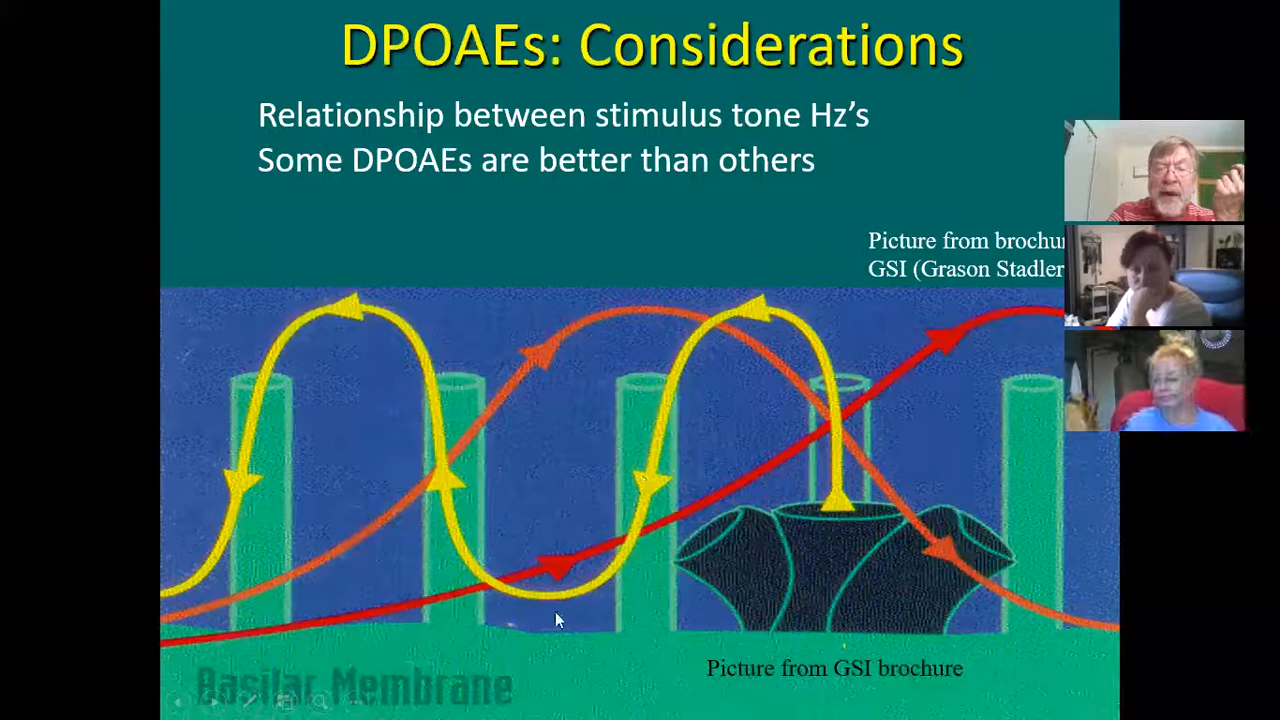 DPOAEs: Considerations
Relationship between stimulus tone Hz's
Some DPOAEs are better than others
Picture from
GSI (Grason Stadler
Basilar Membrane
Picture from GSI brochure